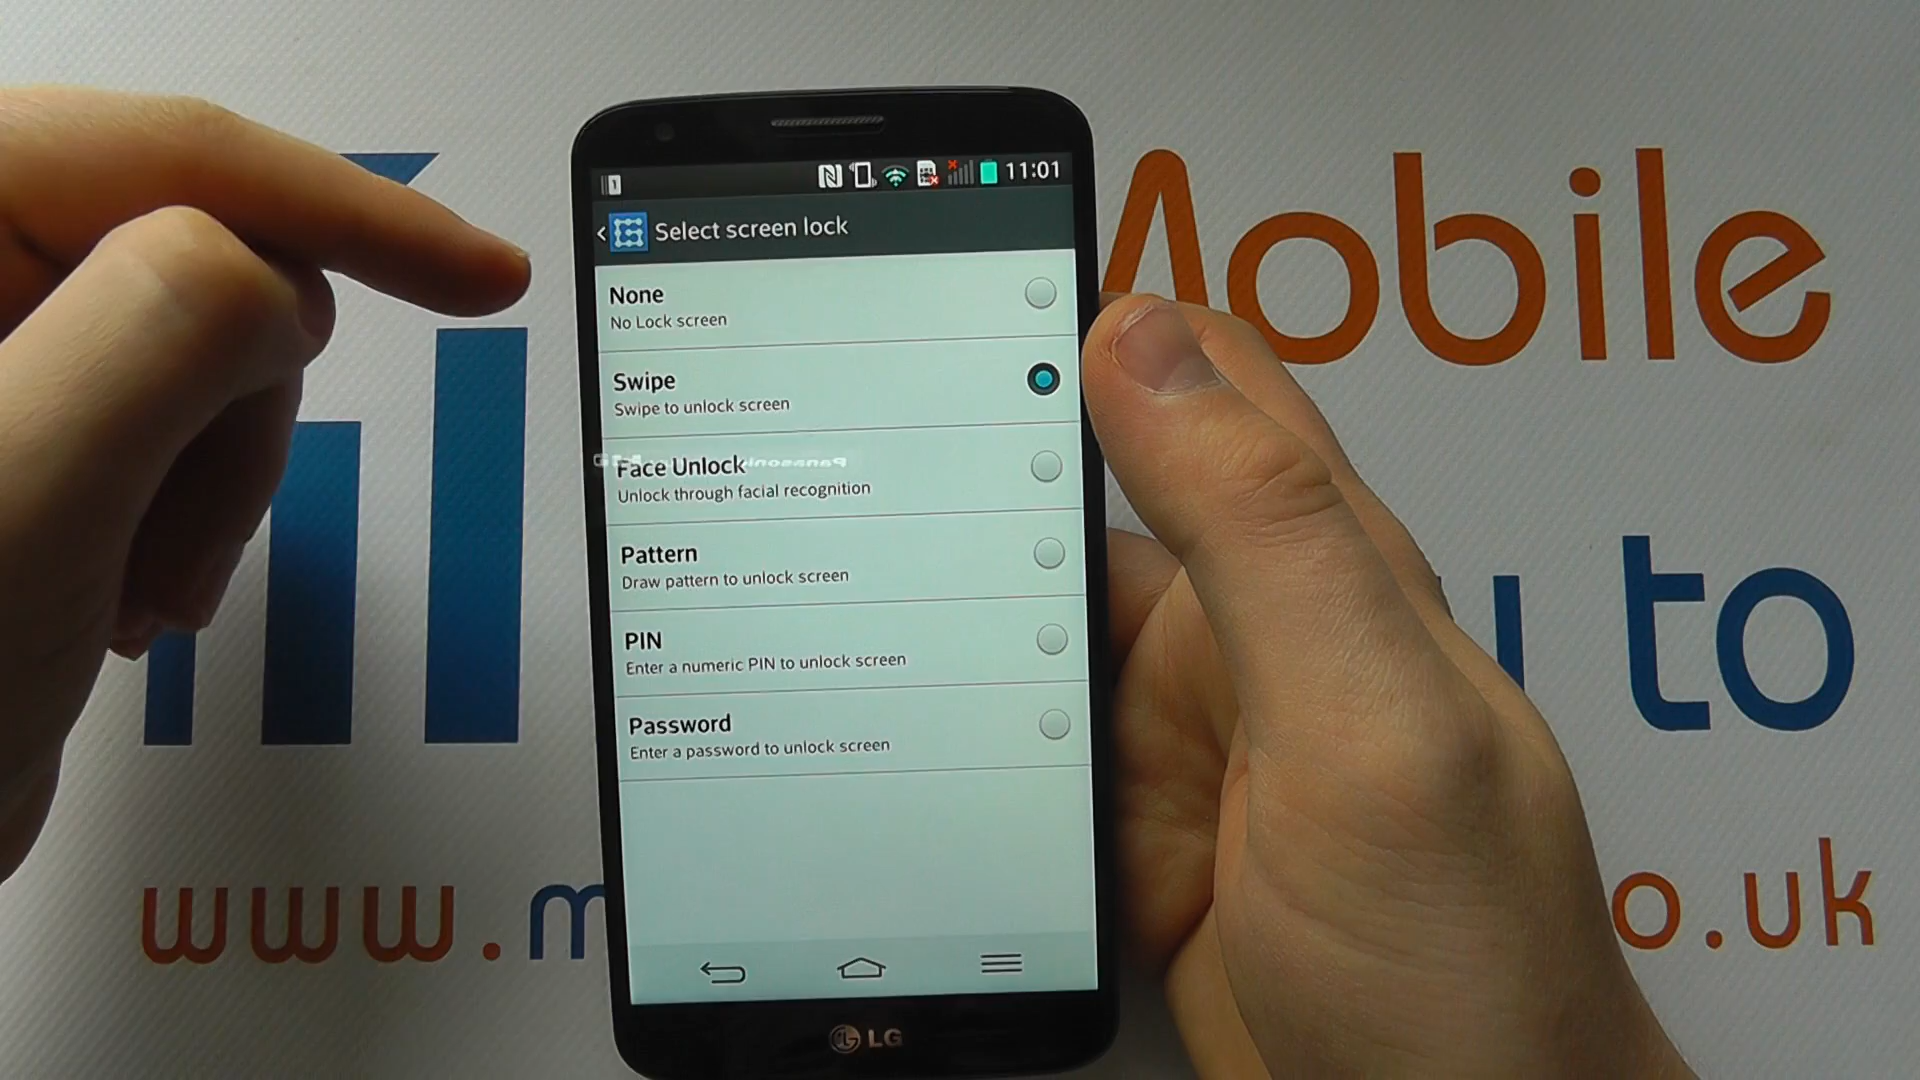 Mobile
to
www.m
o.uk
1
11:01
Select screen lock
None
No Lock screen
Swipe
Swipe to unlock screen
Face Unlock
Unlock through facial recognition
Pattern
Draw pattern to unlock screen
PIN
Enter a numeric PIN to unlock screen
Password
Enter a password to unlock screen
LG